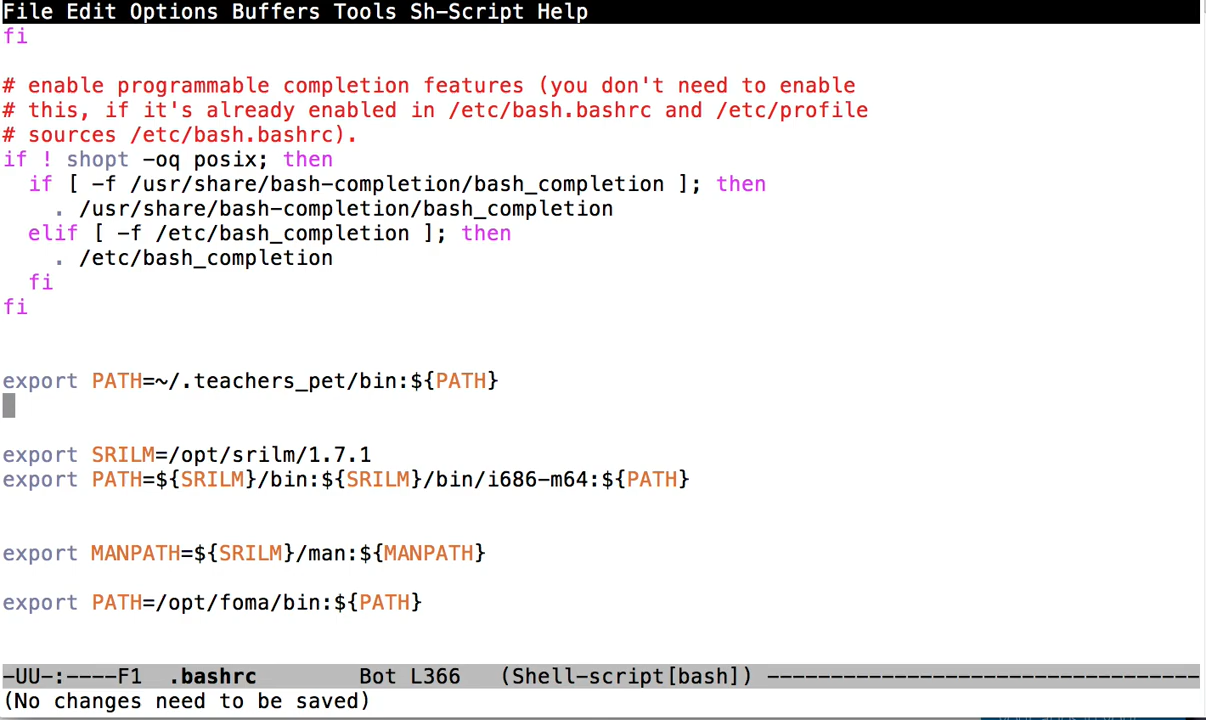 File Edit Options Buffers Tools Sh-Script Help
fi
# enable programmable completion features (you don't need to enable
# this, if it's already enabled in /etc/bash.bashrc and /etc/profile
# sources /etc/bash.bashrc).
if ! shopt -oq posix; then
  if [ -f /usr/share/bash-completion/bash_completion ]; then
    . /usr/share/bash-completion/bash_completion
  elif [ -f /etc/bash_completion ]; then
    . /etc/bash_completion
  fi
fi
export PATH=~/.teachers_pet/bin:${PATH}
export SRILM=/opt/srilm/1.7.1
export PATH=${SRILM}/bin:${SRILM}/bin/i686-m64:${PATH}
export MANPATH=${SRILM}/man:${MANPATH}
export PATH=/opt/foma/bin:${PATH}
-UU-:----F1  .bashrc        Bot L366   (Shell-script[bash]) ----------------------------------
(No changes need to be saved)